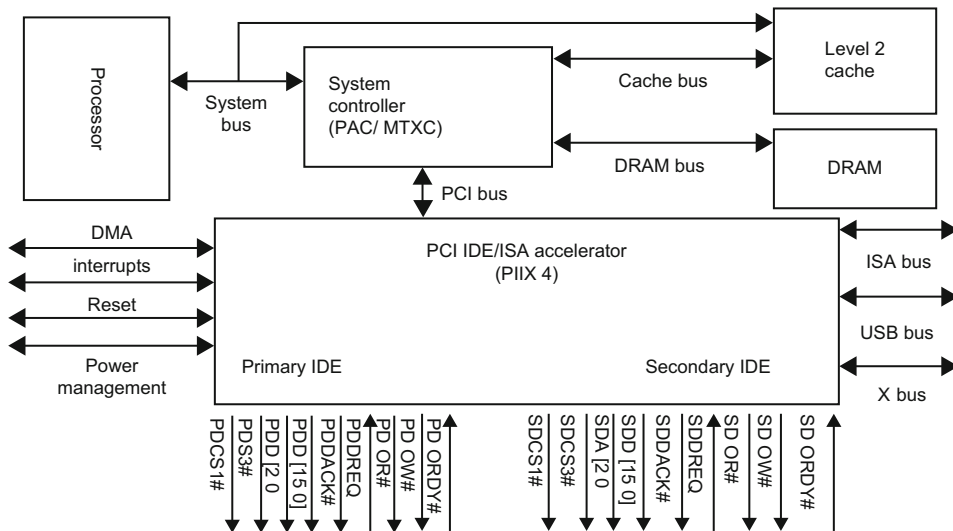 Processor
System
bus
System
controller
(PAC/ MTXC)
Cache bus
Level 2
cache
DRAM bus
DRAM
PCI bus
DMA
interrupts
Reset
Power
management
PCI IDE/ISA accelerator
(PIIX 4)
Primary IDE
Secondary IDE
ISA bus
USB bus
X bus
PDCS1#
PDS3#
PDD [2 0
PDD [15 0]
PDDACK#
PDDREQ
PD OR#
PD OW#
PD ORDY#
SDCS1#
SDCS3#
SDA [2 0
SDD [15 0]
SDDACK#
SDDREQ
SD OR#
SD OW#
SD ORDY#